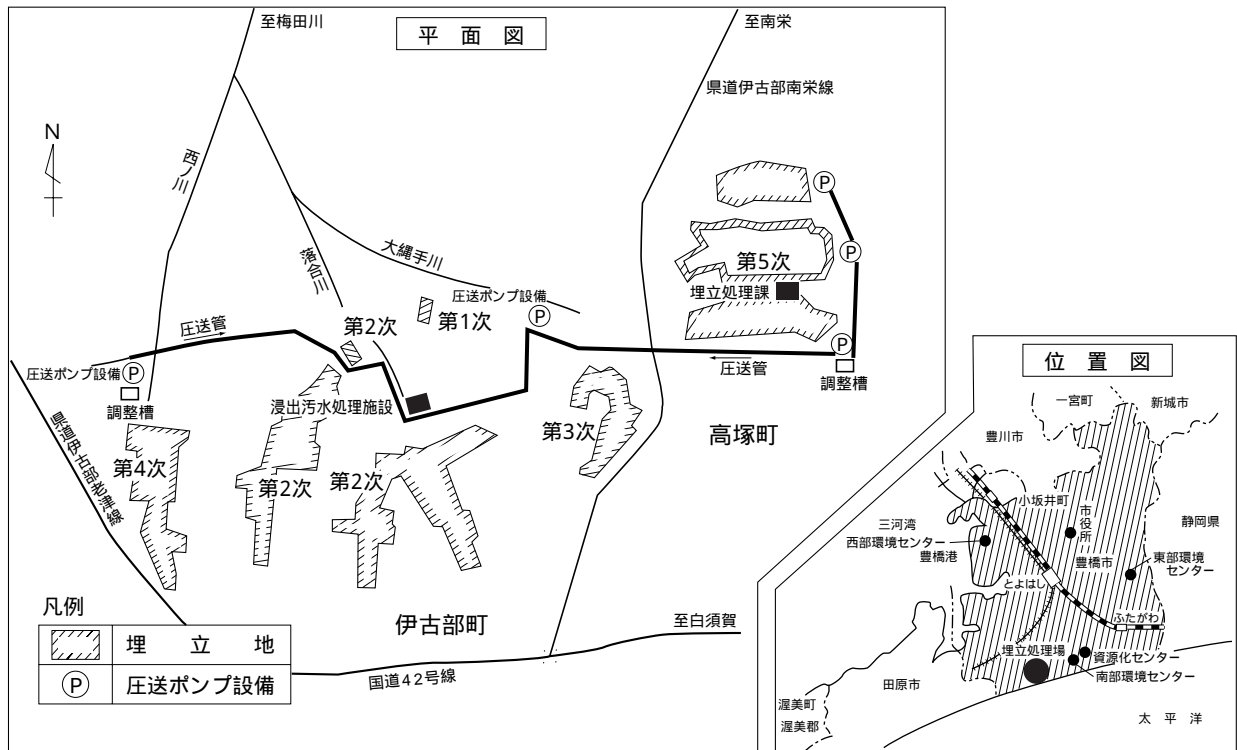 至梅田川
平面図
至南栄
県道伊古部南栄線
N
西ノ川
落合川
大縄手川
圧送ポンプ設備
P
第1次
第2次
圧送管
圧送ポンプ設備
P
調整槽
浸出汚水処理施設
第4次
第2次
第2次
第3次
県道伊古部老津線
P
P
第5次
埋立処理課
P
圧送管
調整槽
高塚町
伊古部町
至白須賀
国道42号線
凡例
埋立地
P
圧送ポンプ設備
位置図
一宮町
新城市
豊川市
小坂井町
市役所
静岡県
三河湾
西部環境センター
豊橋港
豊橋市
東部環境
センター
とよはし
ふたがわ
埋立処理場
資源化センター
南部環境センター
田原市
渥美町
渥美郡
太平洋